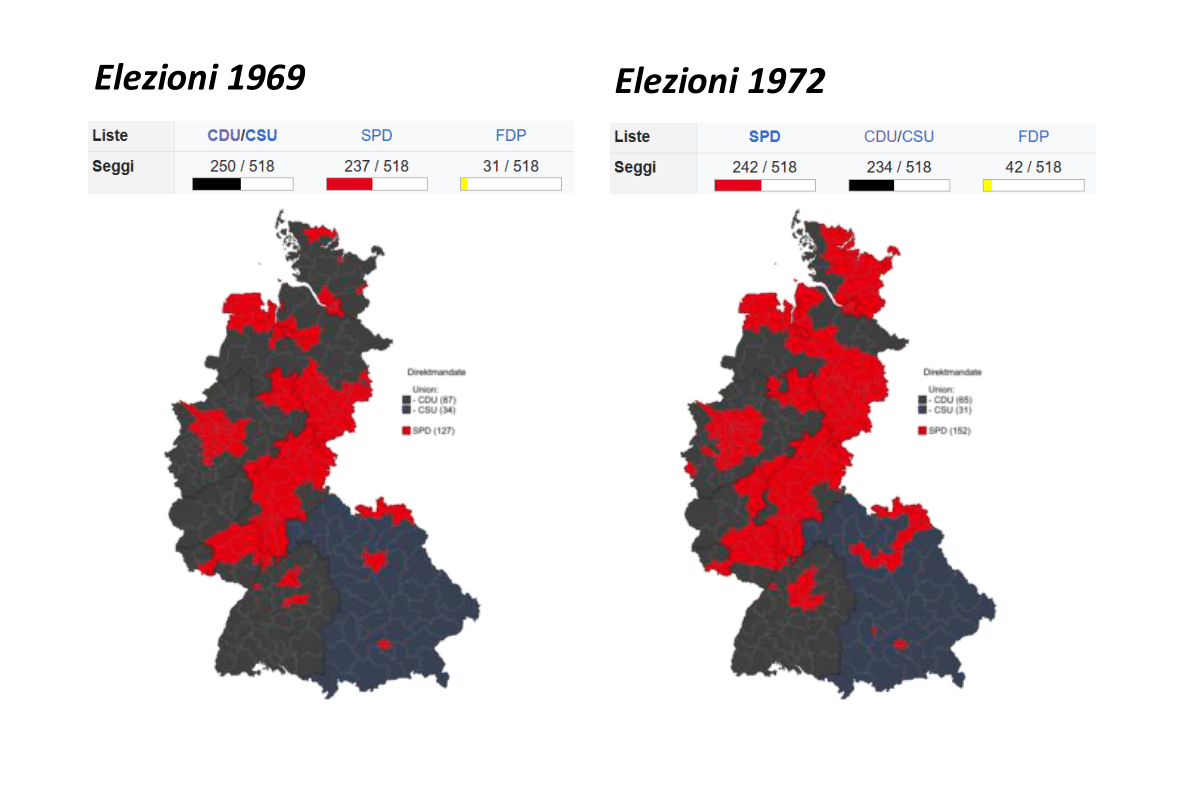 Elezioni 1969
Liste CDU/CSU SPD FDP
Seggi 250 / 518 237 / 518 31 / 518
Direktmandate
Union:
- CDU (87)
- CSU (34)
SPD (127)
Elezioni 1972
Liste SPD CDU/CSU FDP
Seggi 242 / 518 234 / 518 42 / 518
Direktmandate
Union:
- CDU (65)
- CSU (31)
SPD (152)